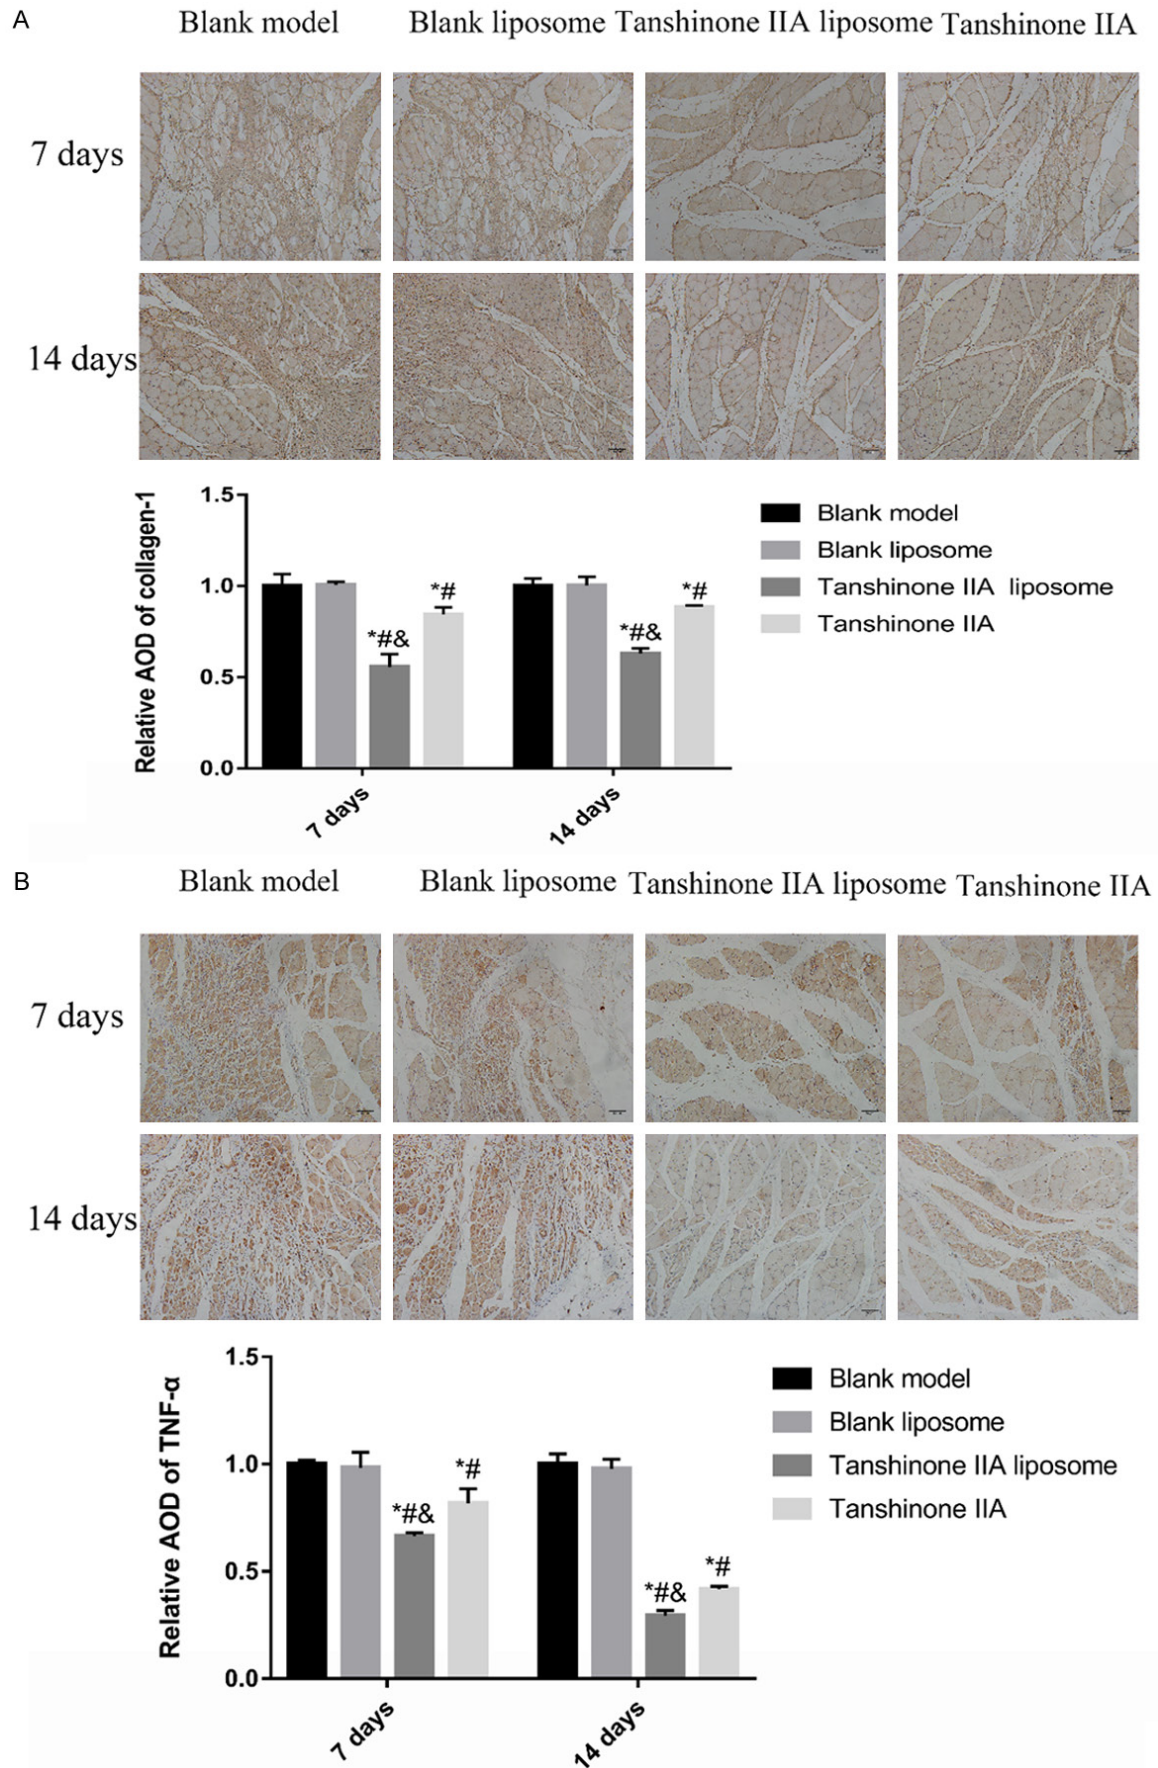 A
Blank model Blank liposome Tanshinone IIA liposome Tanshinone IIA
7 days
14 days
Relative AOD of collagen-1
1.5
1.0
0.5
0.0
*#&
*#
*#&
*#
7 days
14 days
Blank model
Blank liposome
Tanshinone IIA liposome
Tanshinone IIA
B
Blank model Blank liposome Tanshinone IIA liposome Tanshinone IIA
7 days
14 days
Relative AOD of TNF-α
1.5
1.0
0.5
0.0
*#&
*#
*#&
*#
7 days
14 days
Blank model
Blank liposome
Tanshinone IIA liposome
Tanshinone IIA